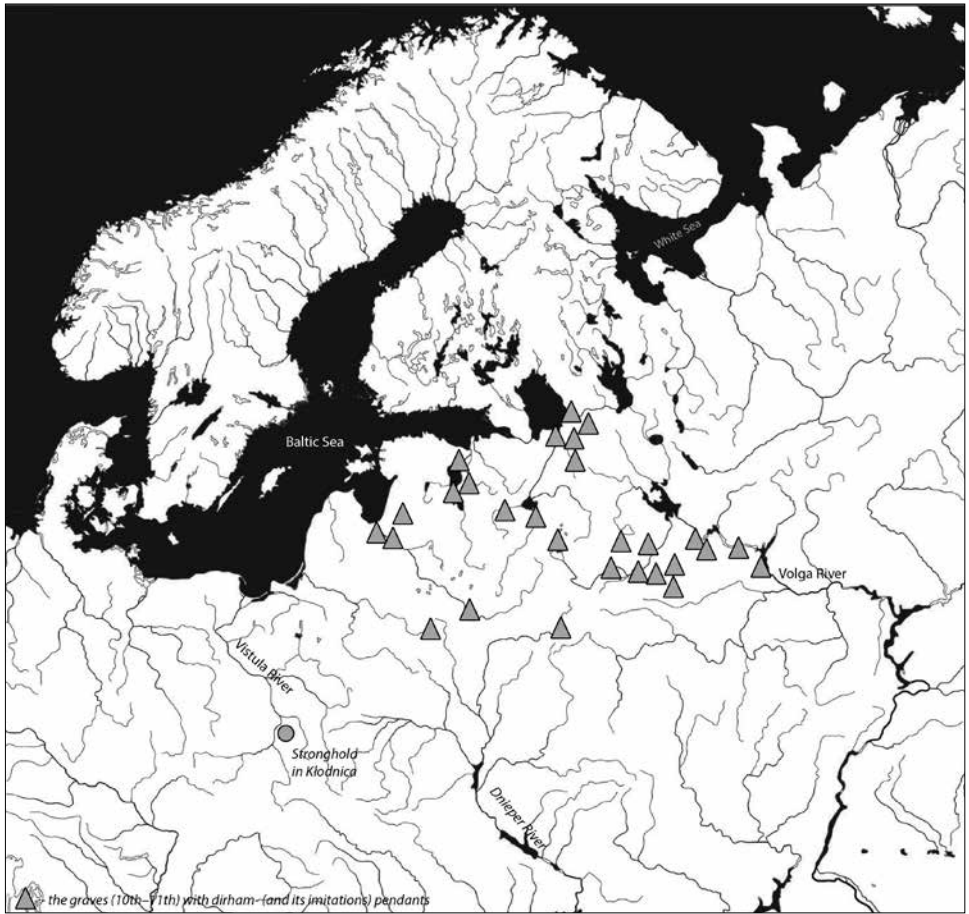 White Sea
Baltic Sea
Volga River
Vistula River
Stronghold
in Kłodnica
Dnieper River
- the graves (10th–11th) with dirham- (and its imitations) pendants